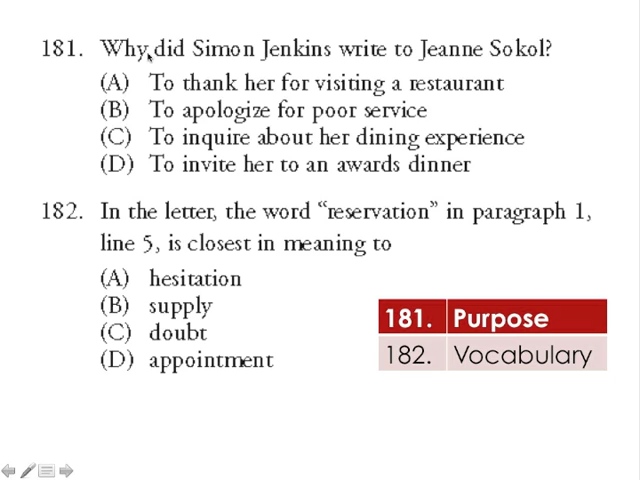 181. Why did Simon Jenkins write to Jeanne Sokol?
(A) To thank her for visiting a restaurant
(B) To apologize for poor service
(C) To inquire about her dining experience
(D) To invite her to an awards dinner
182. In the letter, the word “reservation” in paragraph 1,
line 5, is closest in meaning to
(A) hesitation
(B) supply
(C) doubt
(D) appointment
181. Purpose
182. Vocabulary